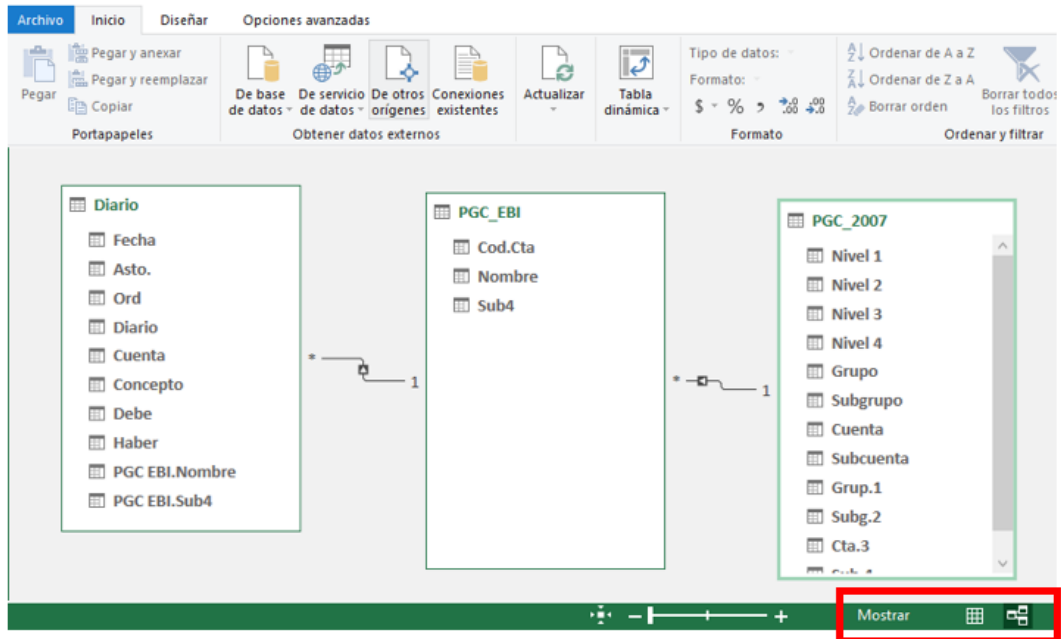 Archivo Inicio Diseñar Opciones avanzadas
Pegar
Pegar y anexar
Pegar y reemplazar
Copiar
Portapapeles
De base de datos
De servicio de datos
De otros orígenes
Conexiones existentes
Obtener datos externos
Actualizar
Tabla dinámica
Tipo de datos:
Formato:
$ % ,
Formato
Ordenar de A a Z
Ordenar de Z a A
Borrar orden
Borrar todos los filtros
Ordenar y filtrar
Diario
Fecha
Asto.
Ord
Diario
Cuenta
Concepto
Debe
Haber
PGC EBI.Nombre
PGC EBI.Sub4
* 1
PGC_EBI
Cod.Cta
Nombre
Sub4
* 1
PGC_2007
Nivel 1
Nivel 2
Nivel 3
Nivel 4
Grupo
Subgrupo
Cuenta
Subcuenta
Grup.1
Subg.2
Cta.3
Mostrar